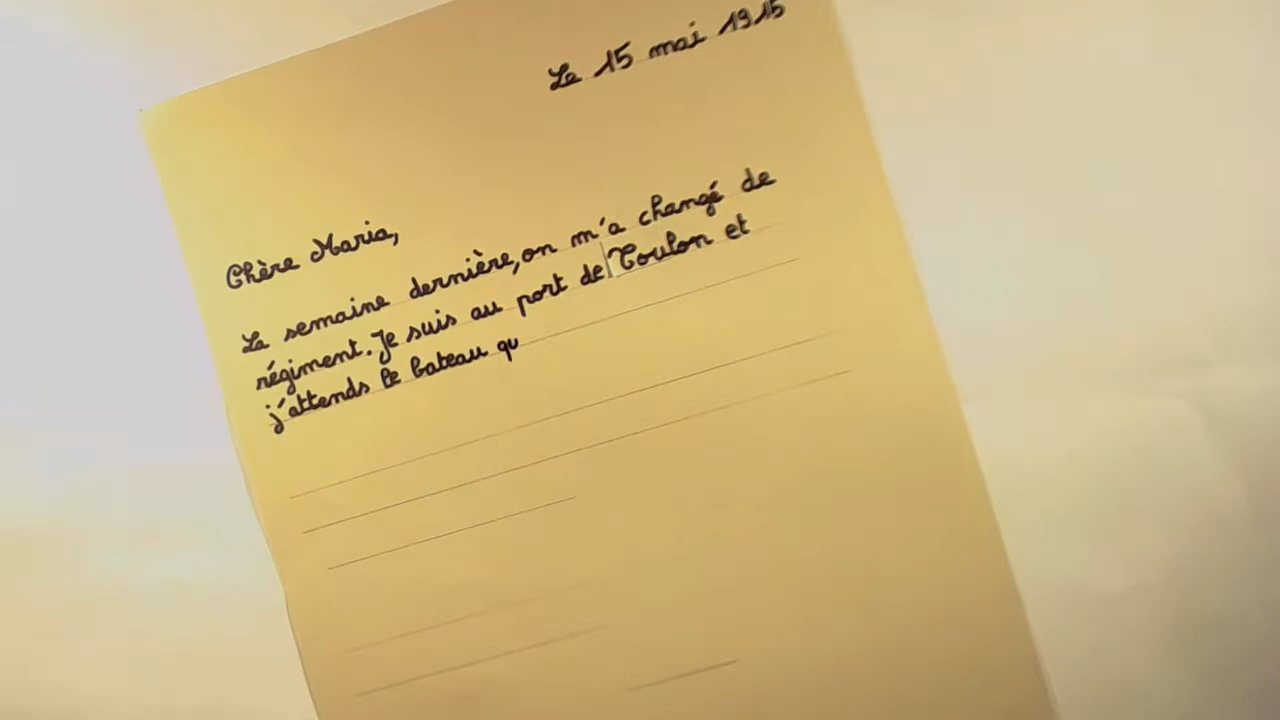 Le 15 mai 1915
Chère Maria,
La semaine dernière, on m'a changé de
régiment. Je suis au port de Toulon et
j'attends le bateau qu